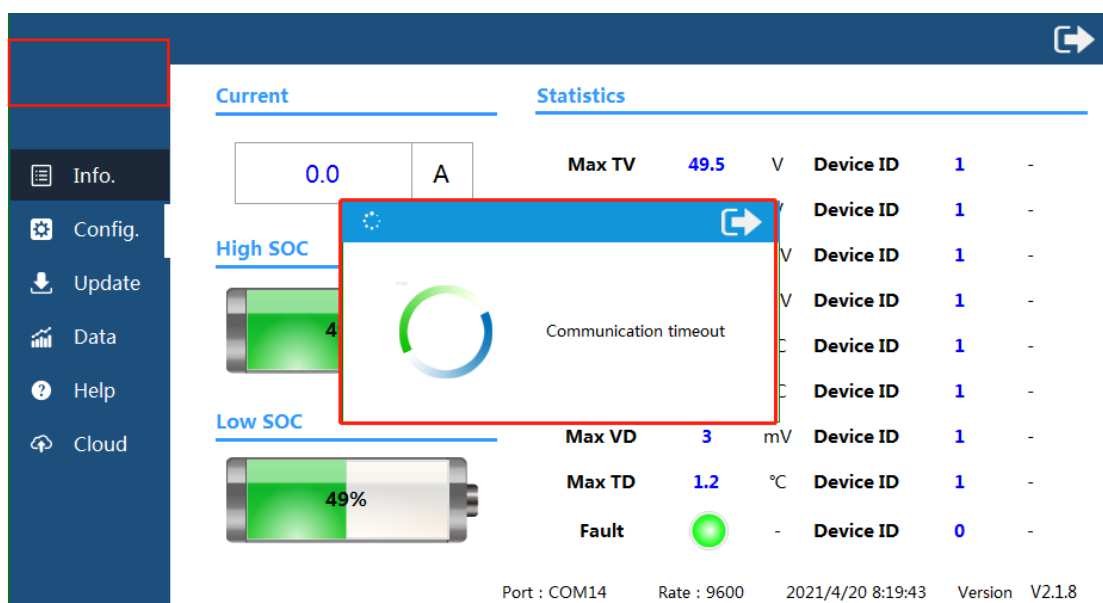 Current
Statistics
0.0 A
Max TV 49.5 V Device ID 1 -
Info.
Device ID 1 -
Config.
High SOC
V Device ID 1 -
Update
V Device ID 1 -
Communication timeout
Data
Device ID 1 -
Help
Device ID 1 -
Low SOC
Max VD 3 mV Device ID 1 -
Cloud
Max TD 1.2 ℃ Device ID 1 -
49%
Fault - Device ID 0 -
Port : COM14 Rate : 9600 2021/4/20 8:19:43 Version V2.1.8